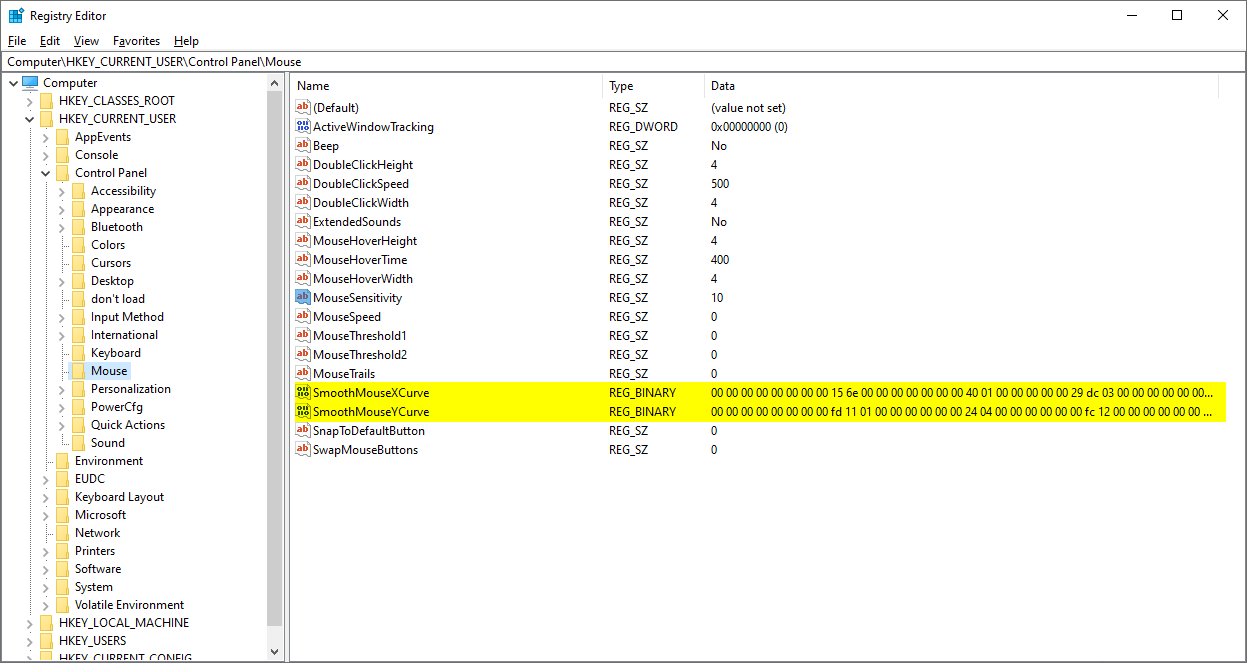 Registry Editor
File Edit View Favorites Help
Computer\HKEY_CURRENT_USER\Control Panel\Mouse
Computer
HKEY_CLASSES_ROOT
HKEY_CURRENT_USER
AppEvents
Console
Control Panel
Accessibility
Appearance
Bluetooth
Colors
Cursors
Desktop
don't load
Input Method
International
Keyboard
Mouse
Personalization
PowerCfg
Quick Actions
Sound
Environment
EUDC
Keyboard Layout
Microsoft
Network
Printers
Software
System
Volatile Environment
HKEY_LOCAL_MACHINE
HKEY_USERS
HKEY_CURRENT_CONFIG
Name Type Data
(Default) REG_SZ (value not set)
ActiveWindowTracking REG_DWORD 0x00000000 (0)
Beep REG_SZ No
DoubleClickHeight REG_SZ 4
DoubleClickSpeed REG_SZ 500
DoubleClickWidth REG_SZ 4
ExtendedSounds REG_SZ No
MouseHoverHeight REG_SZ 4
MouseHoverTime REG_SZ 400
MouseHoverWidth REG_SZ 4
MouseSensitivity REG_SZ 10
MouseSpeed REG_SZ 0
MouseThreshold1 REG_SZ 0
MouseThreshold2 REG_SZ 0
MouseTrails REG_SZ 0
SmoothMouseXCurve REG_BINARY 00 00 00 00 00 00 00 00 15 6e 00 00 00 00 00 00 00 40 01 00 00 00 00 00 29 dc 03 00 00 00 00 00 00...
SmoothMouseYCurve REG_BINARY 00 00 00 00 00 00 00 00 fd 11 01 00 00 00 00 00 00 24 04 00 00 00 00 00 00 fc 12 00 00 00 00 00 ...
SnapToDefaultButton REG_SZ 0
SwapMouseButtons REG_SZ 0